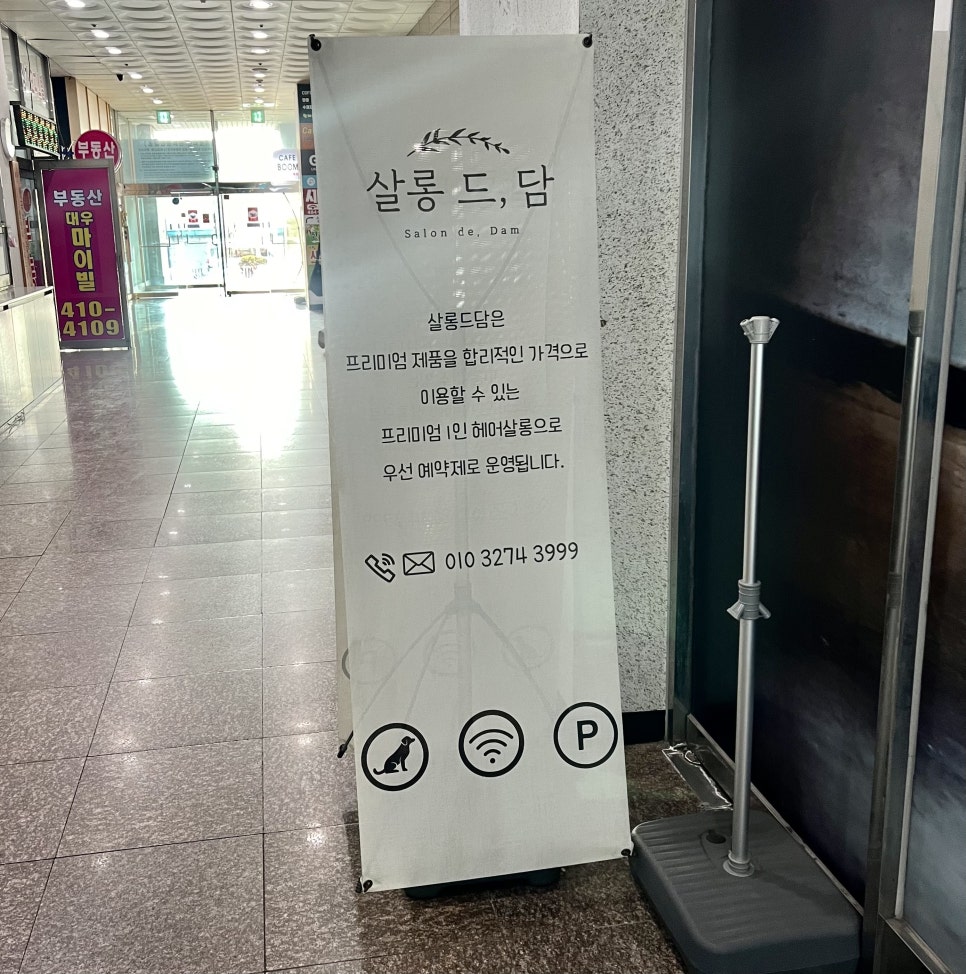 살롱 드, 담
Salon de, Dam
살롱드담은
프리미엄 제품을 합리적인 가격으로
이용할 수 있는
프리미엄 1인 헤어살롱으로
우선 예약제로 운영됩니다.
010 3274 3999
P
부동산
부동산
대우
마이빌
410-
4109
CAFE
BOOM